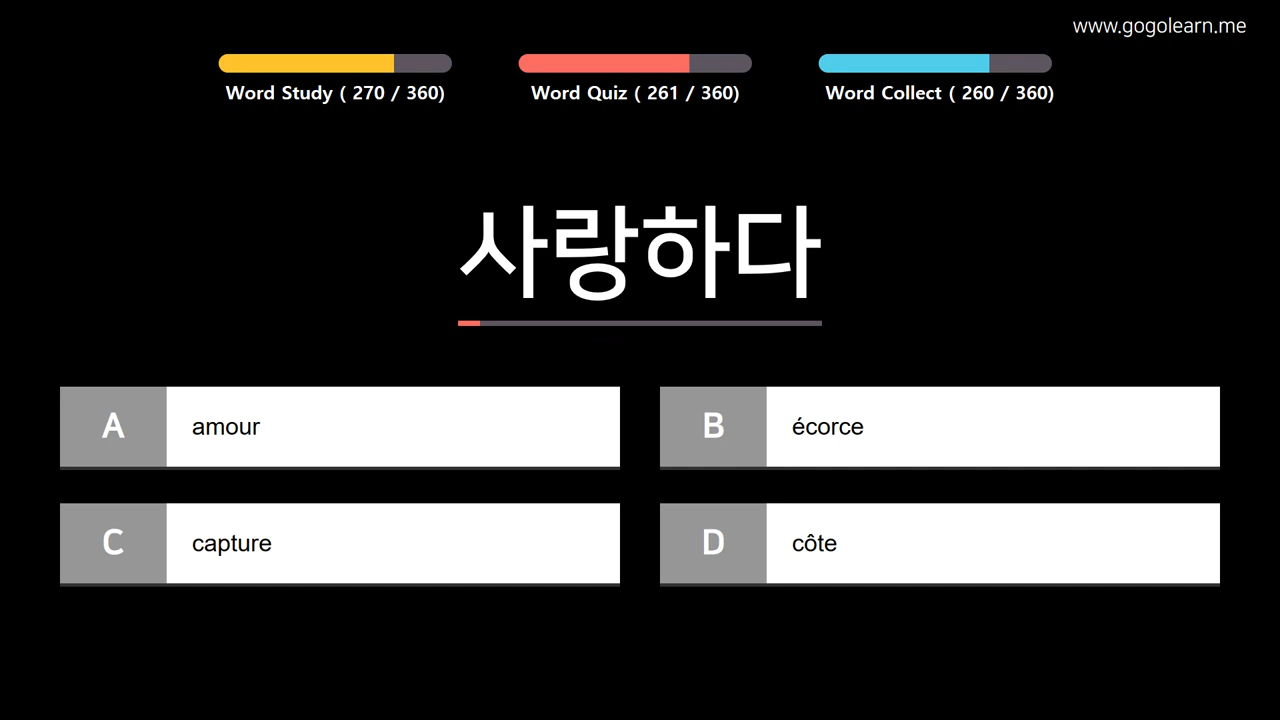 www.gogolearn.me
Word Study ( 270 / 360)
Word Quiz ( 261 / 360)
Word Collect ( 260 / 360)
사랑하다
A amour
B écorce
C capture
D côte